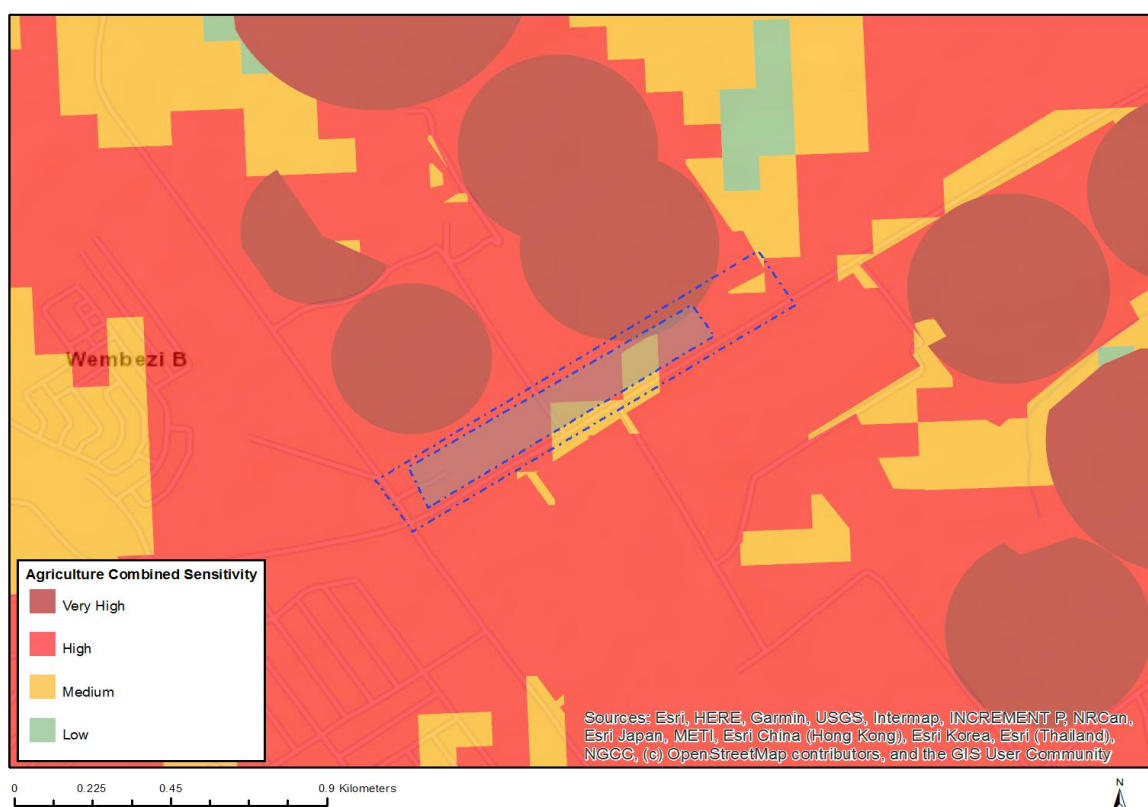 Wembezi B
Agriculture Combined Sensitivity
Very High
High
Medium
Low
Sources: Esri, HERE, Garmin, USGS, Intermap, INCREMENT P, NRCan,
Esri Japan, METI, Esri China (Hong Kong), Esri Korea, Esri (Thailand),
NGCC, (c) OpenStreetMap contributors, and the GIS User Community
0 0.225 0.45 0.9 Kilometers
N